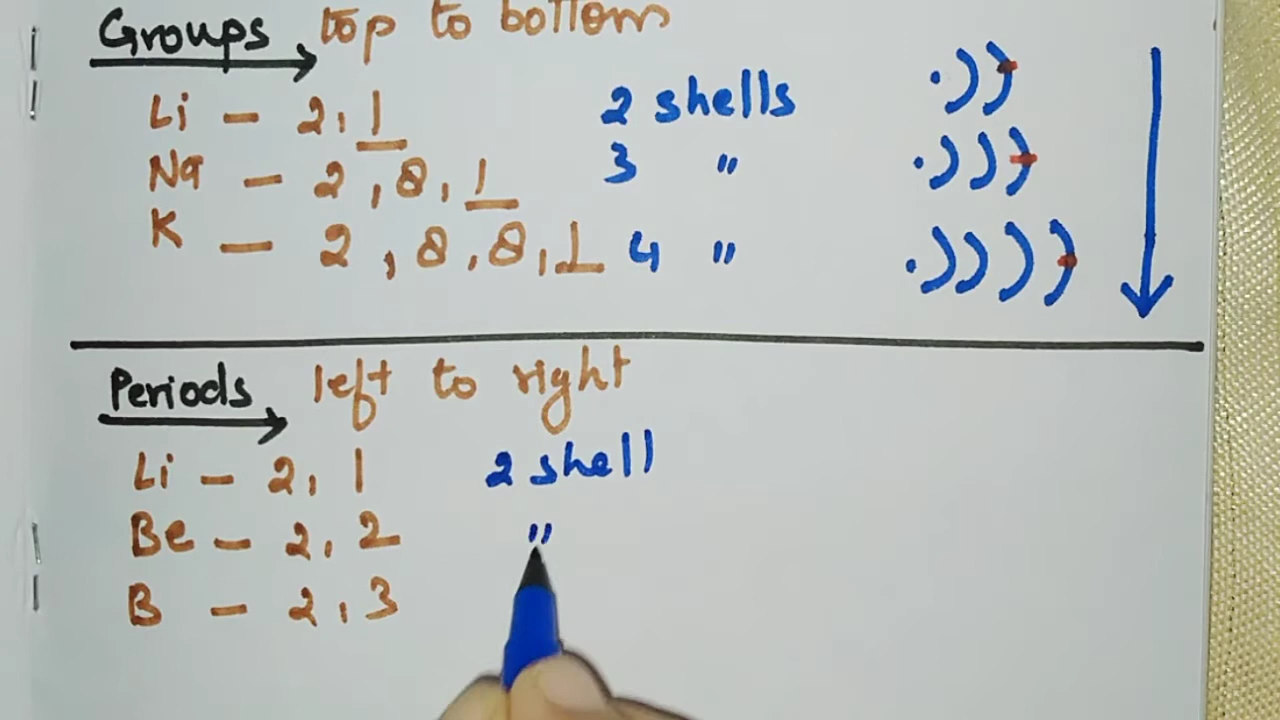 Groups top to bottom
Li - 2, 1 2 shells
Na - 2, 8, 1 3 "
K - 2, 8, 8, 1 4 "
Periods left to right
Li - 2, 1 2 shell
Be - 2, 2 "
B - 2, 3